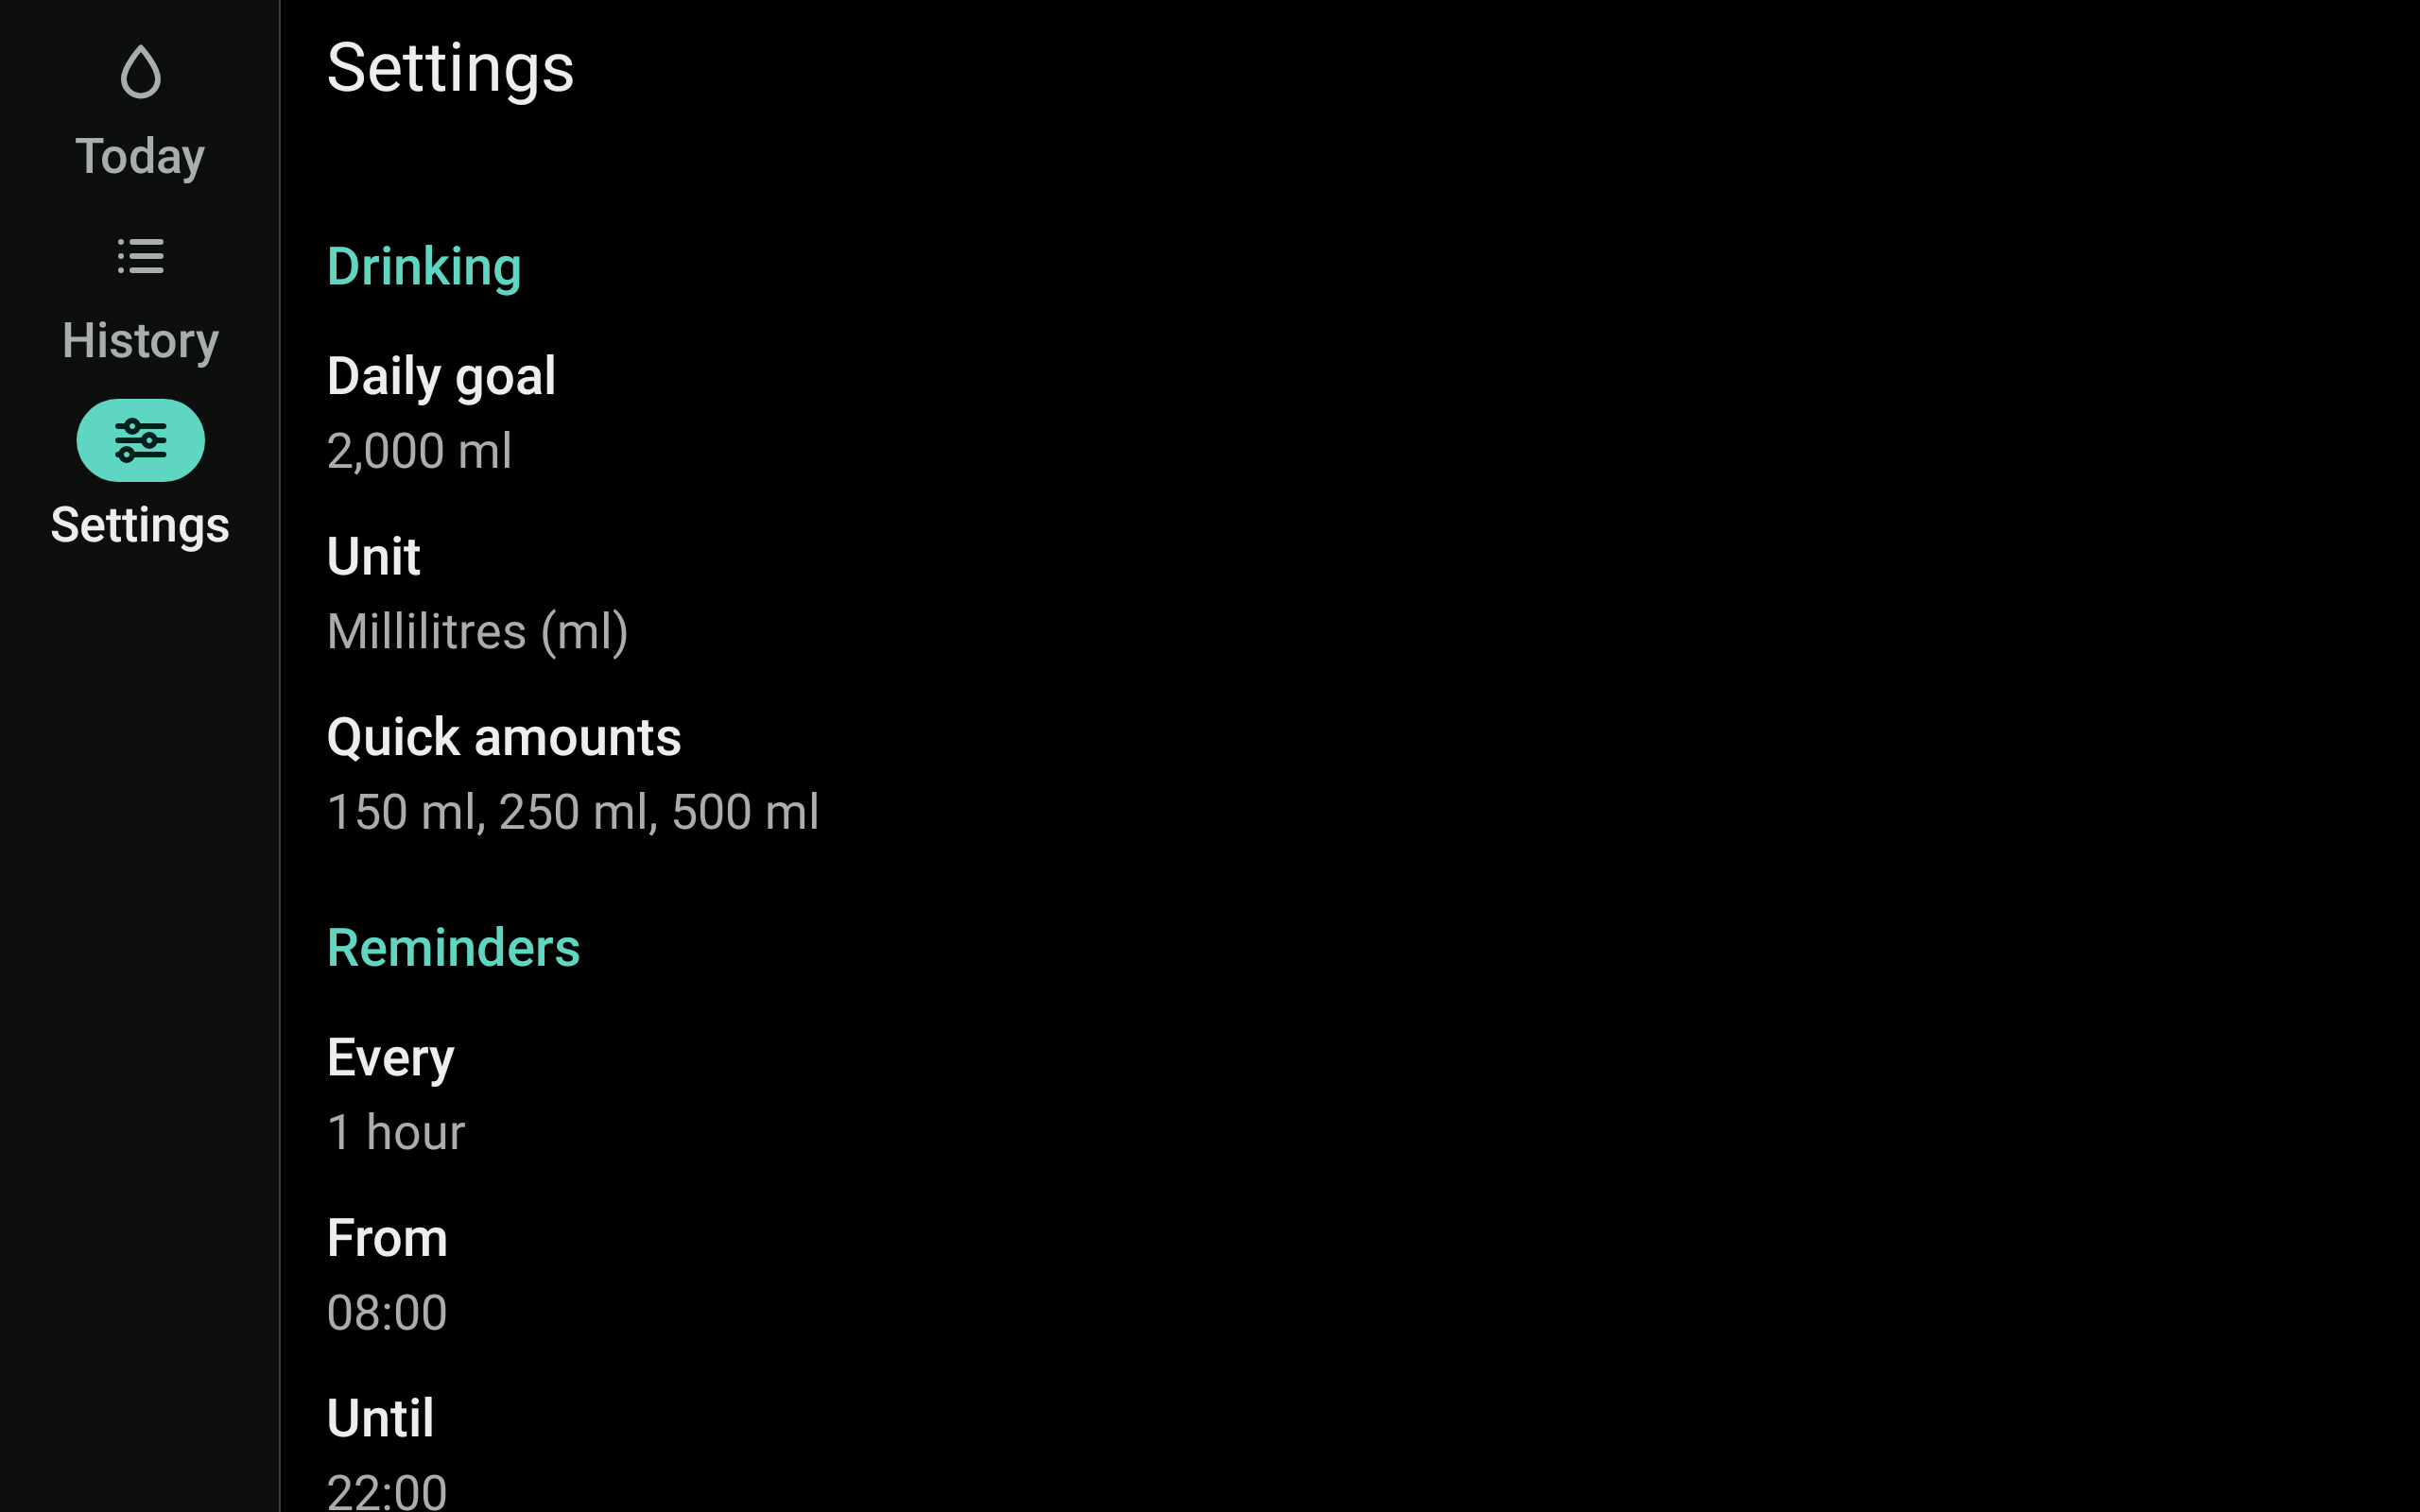 Today
History
Settings
Settings
Drinking
Daily goal
2,000 ml
Unit
Millilitres (ml)
Quick amounts
150 ml, 250 ml, 500 ml
Reminders
Every
1 hour
From
08:00
Until
22:00